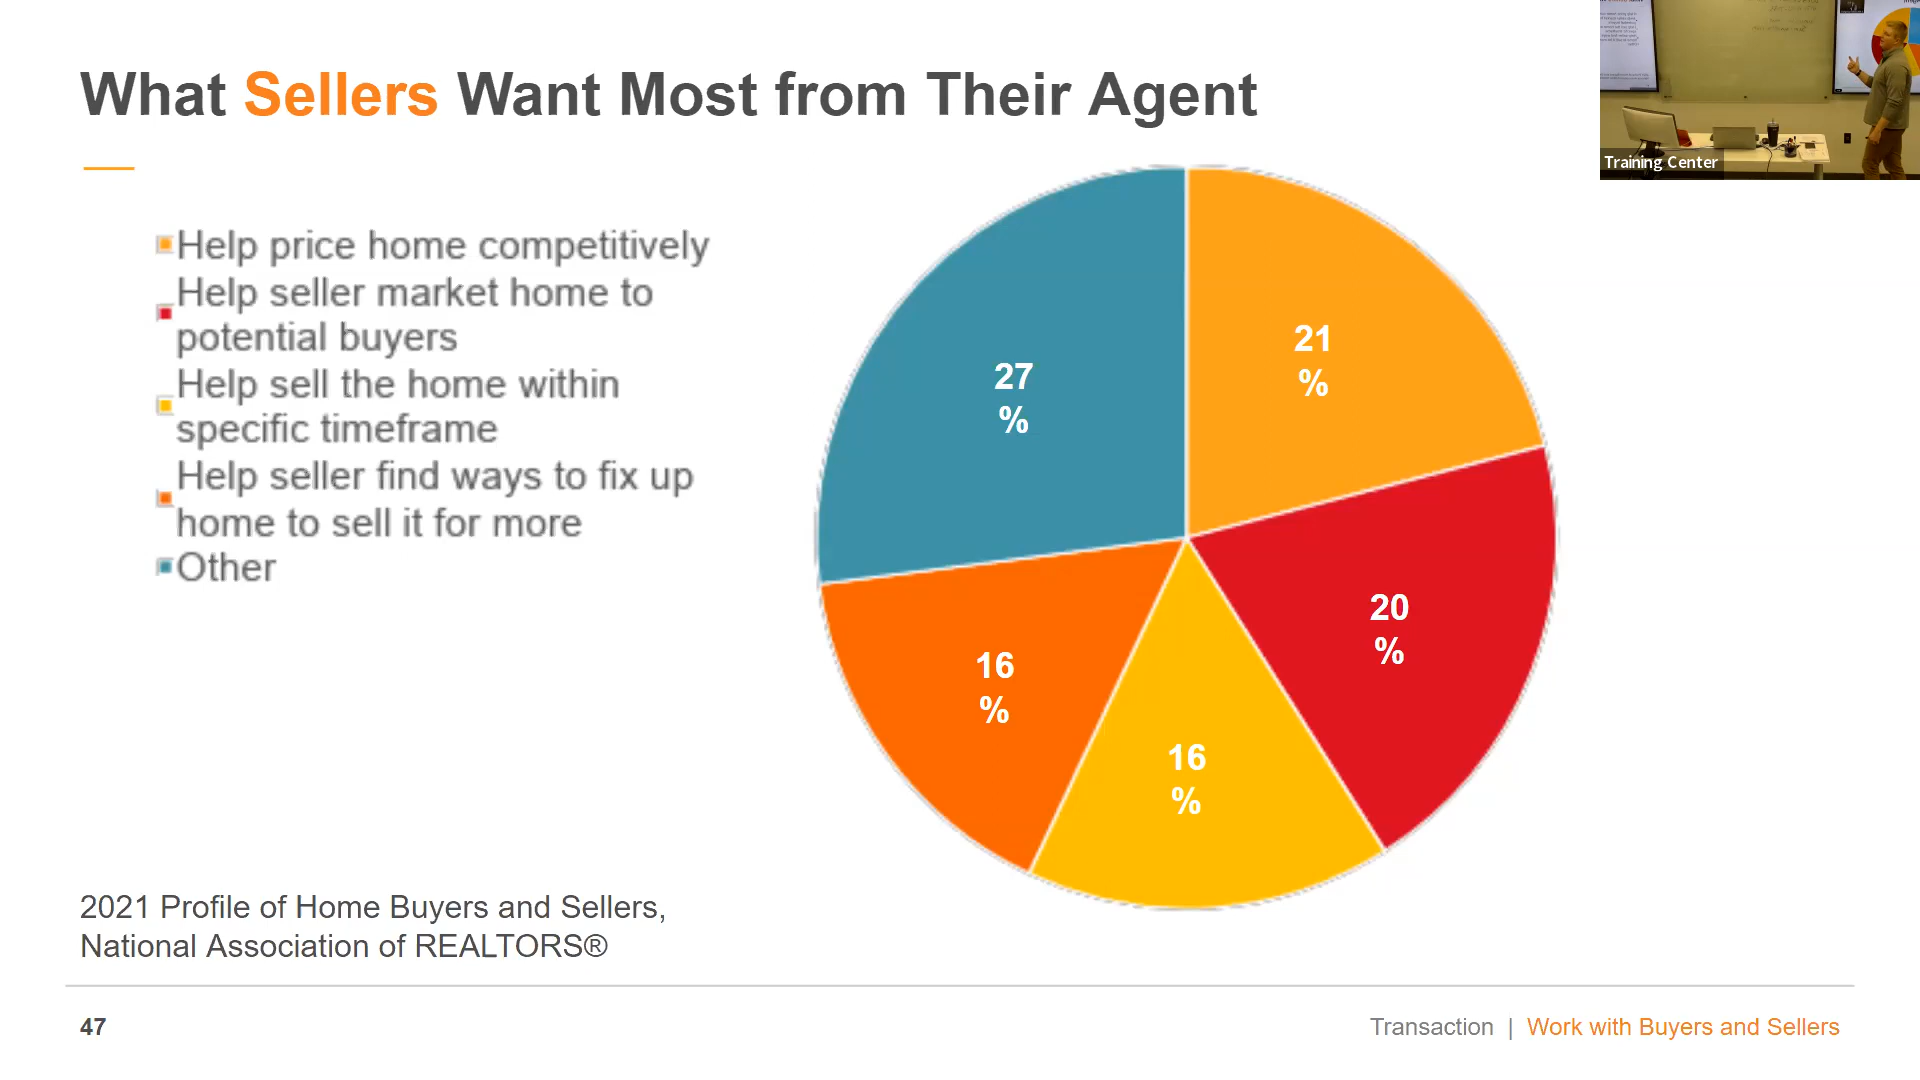 What Sellers Want Most from Their Agent
Training Center
Help price home competitively
Help seller market home to
potential buyers
Help sell the home within
specific timeframe
Help seller find ways to fix up
home to sell it for more
Other
21
%
20
%
16
%
16
%
27
%
2021 Profile of Home Buyers and Sellers,
National Association of REALTORS®
47
Transaction | Work with Buyers and Sellers